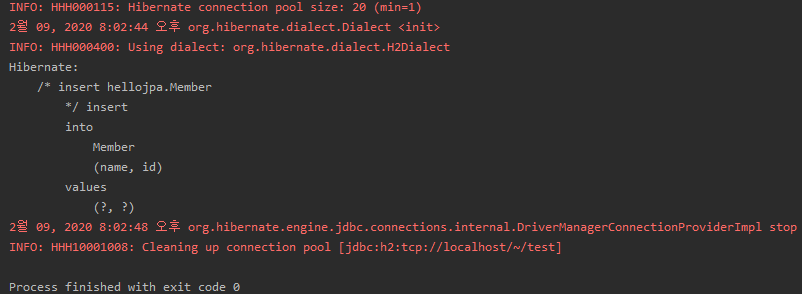 INFO: HHH000115: Hibernate connection pool size: 20 (min=1)
2월 09, 2020 8:02:44 오후 org.hibernate.dialect.Dialect <init>
INFO: HHH000400: Using dialect: org.hibernate.dialect.H2Dialect
Hibernate:
    /* insert hellojpa.Member
        */ insert
        into
            Member
            (name, id)
        values
            (?, ?)
2월 09, 2020 8:02:48 오후 org.hibernate.engine.jdbc.connections.internal.DriverManagerConnectionProviderImpl stop
INFO: HHH10001008: Cleaning up connection pool [jdbc:h2:tcp://localhost/~/test]
Process finished with exit code 0